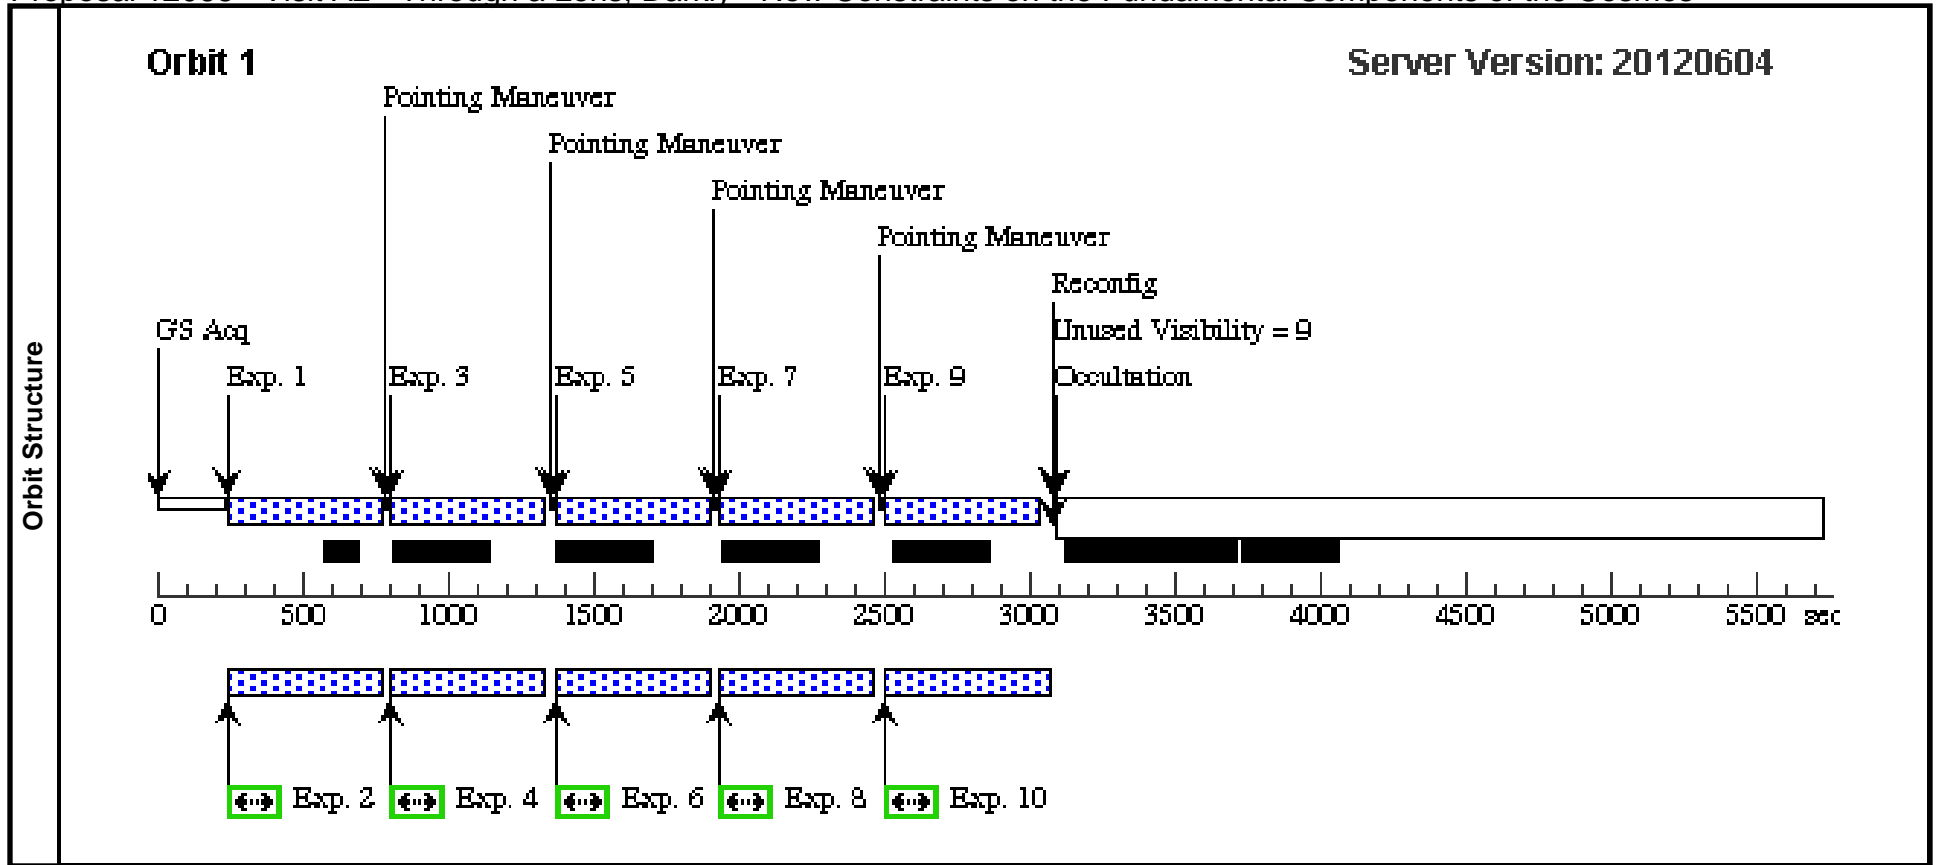 Orbit 1
Server Version: 20120604
Pointing Maneuver
Pointing Maneuver
Pointing Maneuver
Pointing Maneuver
Reconfig
GS Acq
Unused Visibility = 9
Exp. 1
Exp. 3
Exp. 5
Exp. 7
Exp. 9
Occultation
Orbit Structure
0 500 1000 1500 2000 2500 3000 3500 4000 4500 5000 5500 sec
Exp. 2
Exp. 4
Exp. 6
Exp. 8
Exp. 10